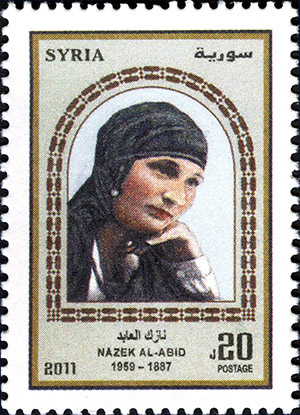 SYRIA سورية
نازك العابد
NAZEK AL-ABID
1959 - 1887
2011
20 ل
POSTAGE